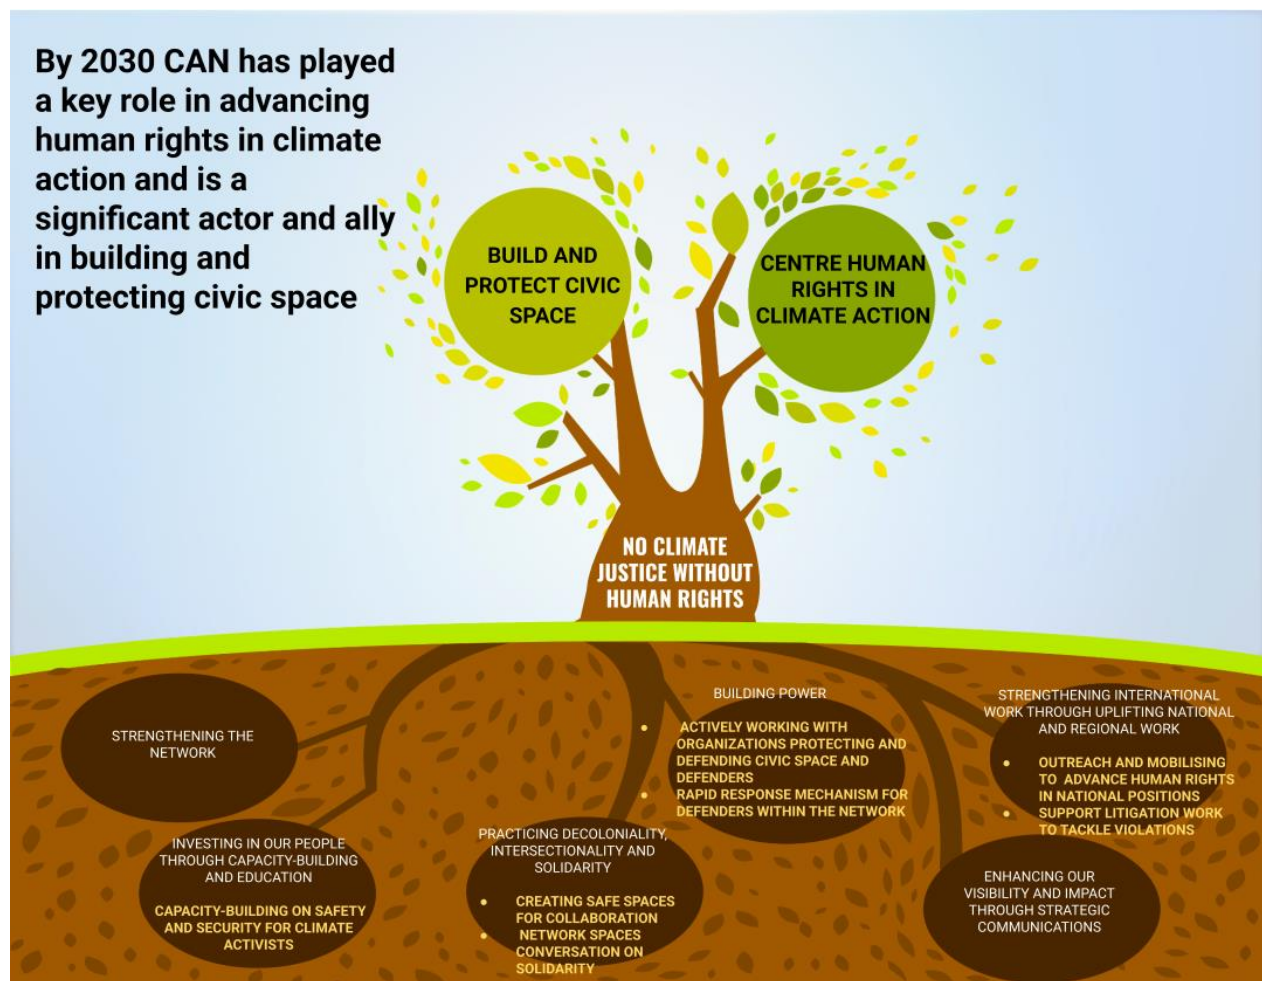 By 2030 CAN has played
a key role in advancing
human rights in climate
action and is a
significant actor and ally
in building and
protecting civic space
BUILD AND
PROTECT CIVIC
SPACE
CENTRE HUMAN
RIGHTS IN
CLIMATE ACTION
NO CLIMATE
JUSTICE WITHOUT
HUMAN RIGHTS
STRENGTHENING THE
NETWORK
INVESTING IN OUR PEOPLE
THROUGH CAPACITY-BUILDING
AND EDUCATION
CAPACITY-BUILDING ON SAFETY
AND SECURITY FOR CLIMATE
ACTIVISTS
PRACTICING DECOLONIALITY,
INTERSECTIONALITY AND
SOLIDARITY
• CREATING SAFE SPACES
FOR COLLABORATION
• NETWORK SPACES
CONVERSATION ON
SOLIDARITY
BUILDING POWER
• ACTIVELY WORKING WITH
ORGANIZATIONS PROTECTING AND
DEFENDING CIVIC SPACE AND
DEFENDERS
• RAPID RESPONSE MECHANISM FOR
DEFENDERS WITHIN THE NETWORK
STRENGTHENING INTERNATIONAL
WORK THROUGH UPLIFTING NATIONAL
AND REGIONAL WORK
• OUTREACH AND MOBILISING
TO ADVANCE HUMAN RIGHTS
IN NATIONAL POSITIONS
• SUPPORT LITIGATION WORK
TO TACKLE VIOLATIONS
ENHANCING OUR
VISIBILITY AND IMPACT
THROUGH STRATEGIC
COMMUNICATIONS